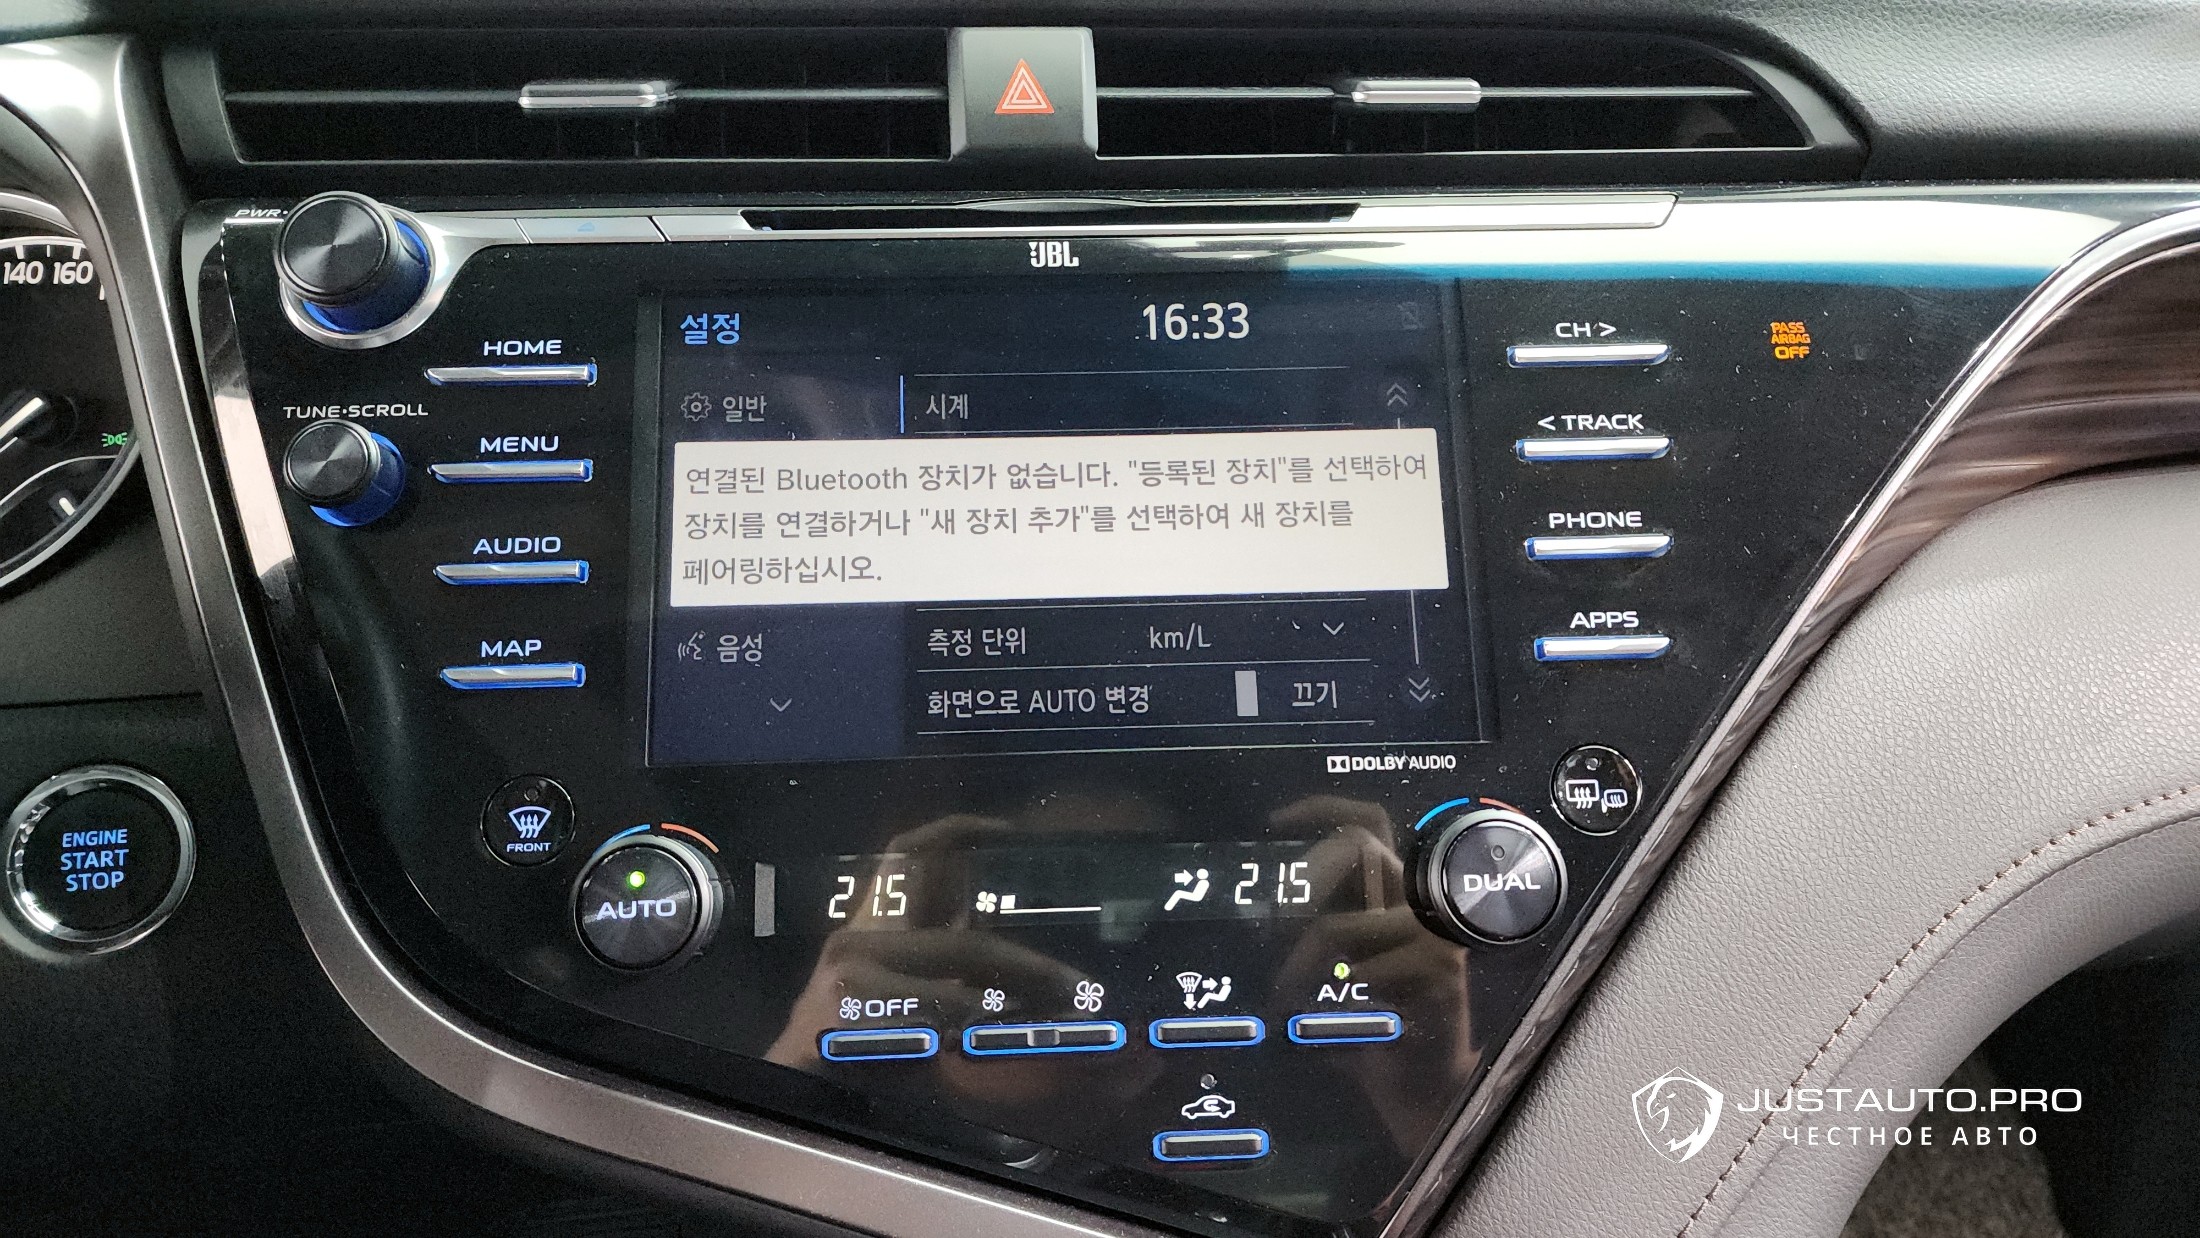 140 160
PWR
JBL
설정
16:33
HOME
TUNE·SCROLL
MENU
AUDIO
MAP
일반
시계
연결된 Bluetooth 장치가 없습니다. "등록된 장치"를 선택하여
장치를 연결하거나 "새 장치 추가"를 선택하여 새 장치를
페어링하십시오.
음성
측정 단위 km/L
화면으로 AUTO 변경 끄기
CH >
< TRACK
PHONE
APPS
PASS
AIRBAG
OFF
DOLBY AUDIO
ENGINE
START
STOP
FRONT
AUTO
21.5
21.5
DUAL
OFF
A/C
JUSTAUTO.PRO
ЧЕСТНОЕ АВТО